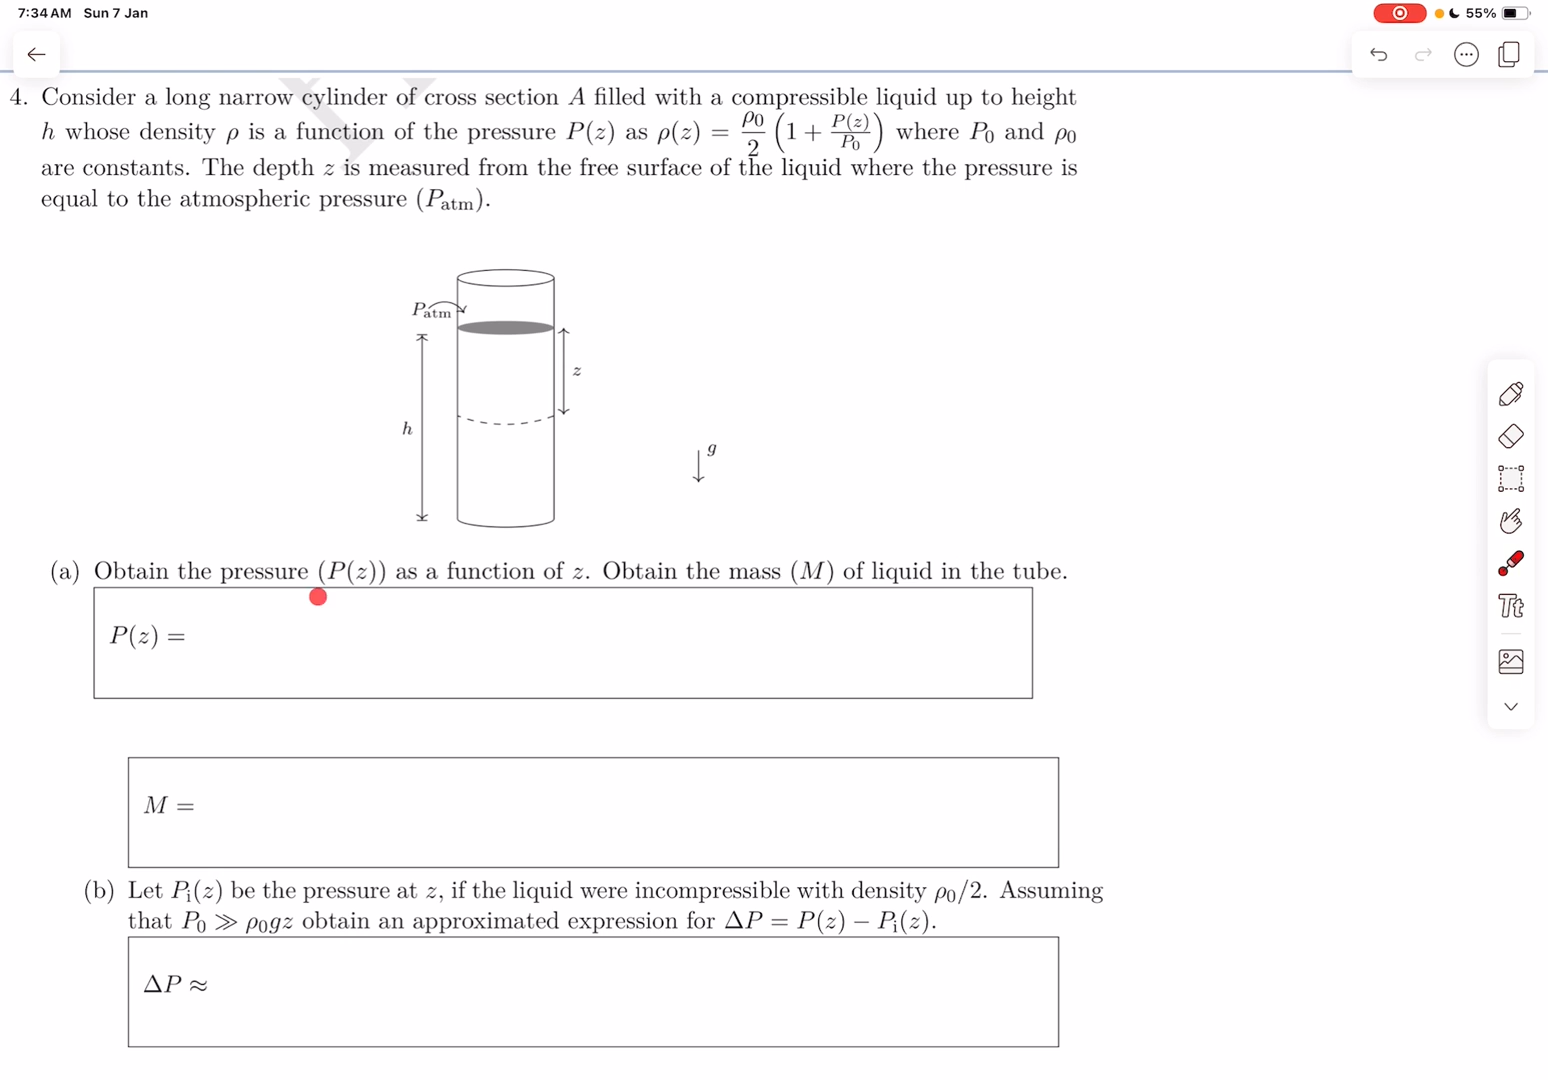 7:34 AM Sun 7 Jan
55%
4. Consider a long narrow cylinder of cross section A filled with a compressible liquid up to height
h whose density ρ is a function of the pressure P(z) as ρ(z) = ρ₀/2 (1 + P(z)/P₀) where P₀ and ρ₀
are constants. The depth z is measured from the free surface of the liquid where the pressure is
equal to the atmospheric pressure (Patm).
Patm
z
h
g
(a) Obtain the pressure (P(z)) as a function of z. Obtain the mass (M) of liquid in the tube.
P(z) =
Tt
M =
(b) Let Pi(z) be the pressure at z, if the liquid were incompressible with density ρ₀/2. Assuming
that P₀ ≫ ρ₀gz obtain an approximated expression for ΔP = P(z) − Pi(z).
ΔP ≈